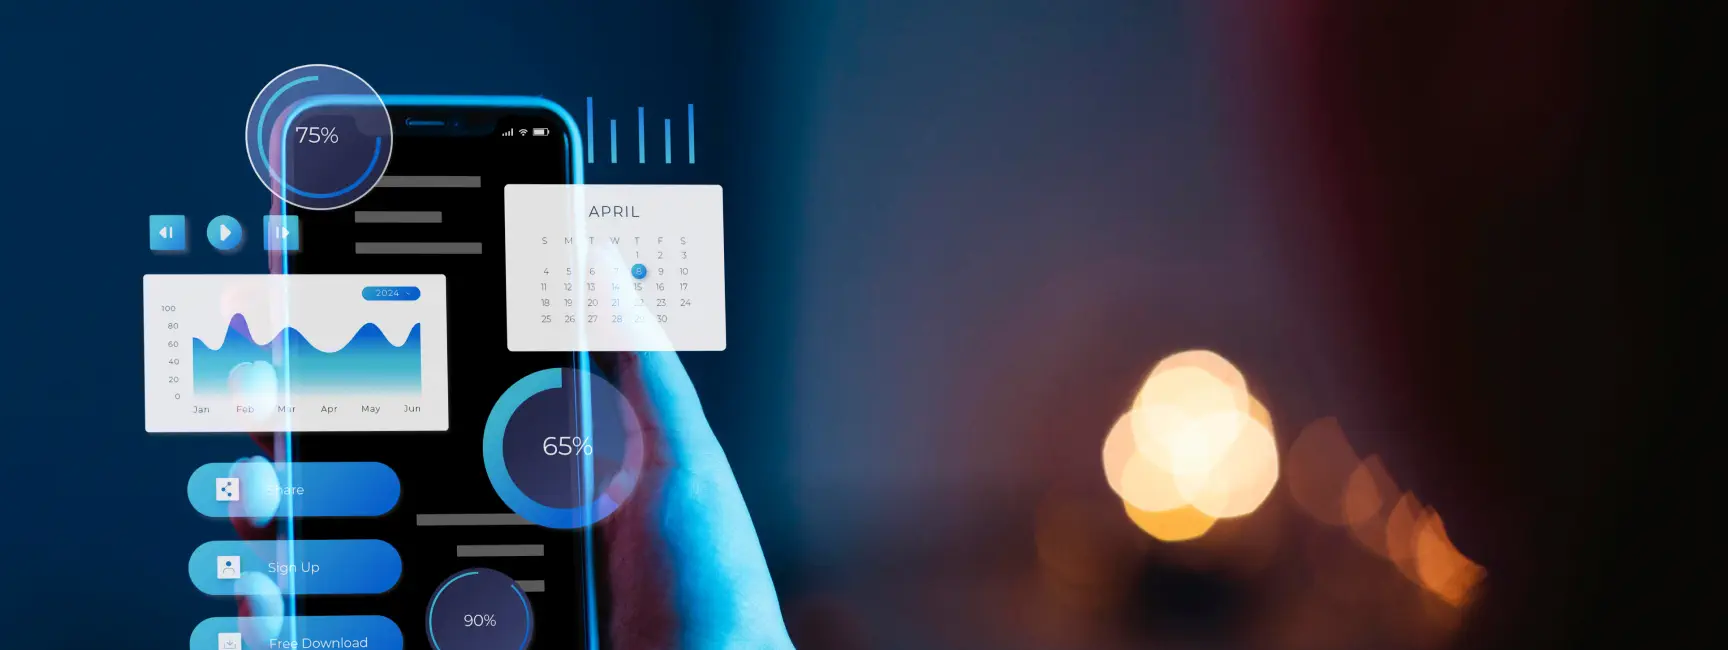 75%
APRIL
S M T W T F S
1 2 3
4 5 6 7 8 9 10
11 12 13 14 15 16 17
18 19 20 21 22 23 24
25 26 27 28 29 30
2024
100
80
60
40
20
0
Jan Feb Mar Apr May Jun
65%
Share
Sign Up
90%
Free Download